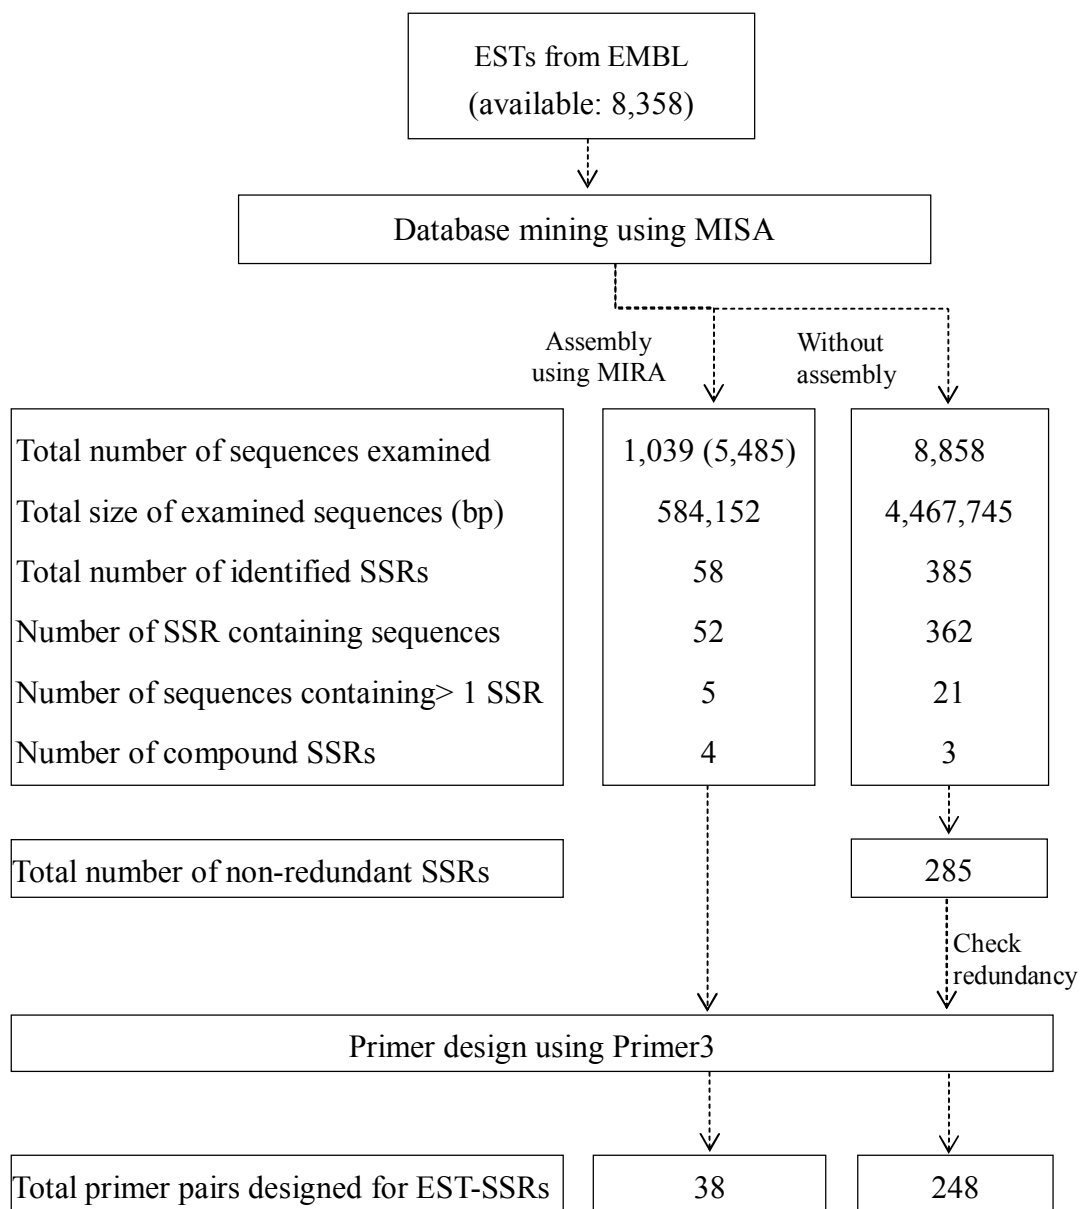 ESTs from EMBL
(available: 8,358)
Database mining using MISA
Assembly
using MIRA
Without
assembly
Total number of sequences examined 1,039 (5,485) 8,858
Total size of examined sequences (bp) 584,152 4,467,745
Total number of identified SSRs 58 385
Number of SSR containing sequences 52 362
Number of sequences containing> 1 SSR 5 21
Number of compound SSRs 4 3
Total number of non-redundant SSRs 285
Check
redundancy
Primer design using Primer3
Total primer pairs designed for EST-SSRs 38 248